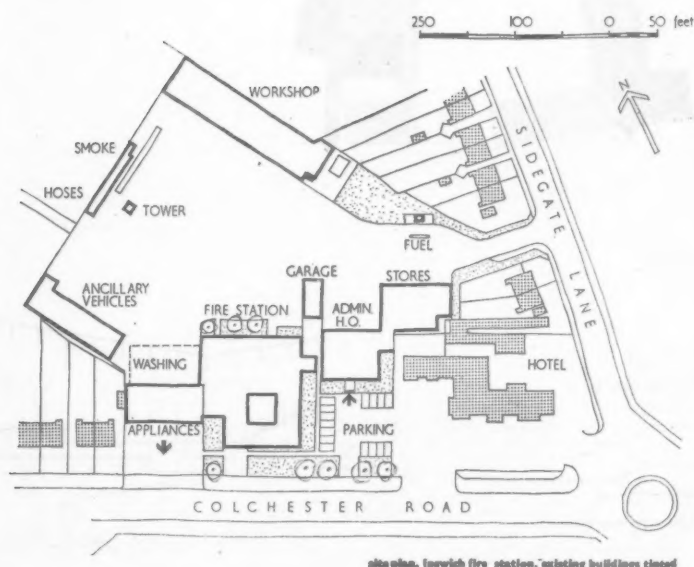 250 100 0 50 feet
N
WORKSHOP
SIDEGATE LANE
SMOKE
HOSES
TOWER
FUEL
GARAGE
STORES
ANCILLARY
VEHICLES
FIRE STATION
ADMIN.
H.Q.
WASHING
HOTEL
APPLIANCES
PARKING
COLCHESTER ROAD
site plan, Ipswich fire station, existing buildings tinted